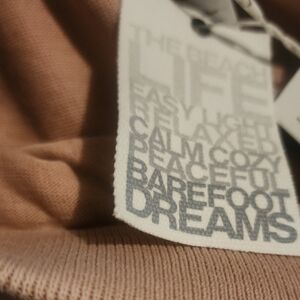 THE BEACH
LIFE
EASY LIGHT
RELAXED
CALM COZY
PEACEFUL
BAREFOOT
DREAMS